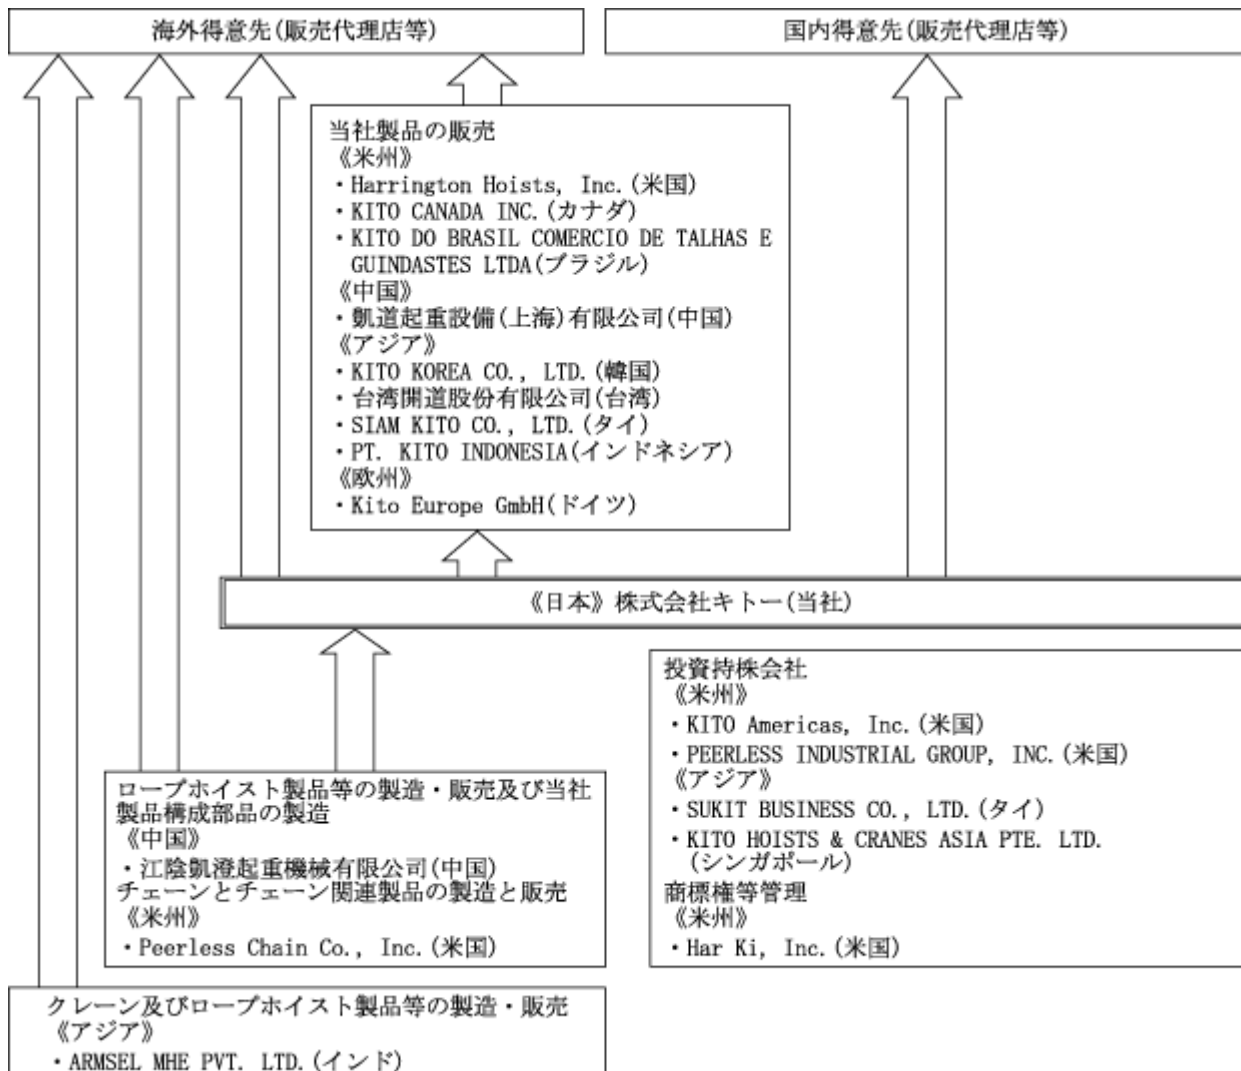 海外得意先(販売代理店等)
国内得意先(販売代理店等)
当社製品の販売
《米州》
・Harrington Hoists, Inc.(米国)
・KITO CANADA INC.(カナダ)
・KITO DO BRASIL COMERCIO DE TALHAS E
GUINDASTES LTDA(ブラジル)
《中国》
・凱道起重設備(上海)有限公司(中国)
《アジア》
・KITO KOREA CO., LTD.(韓国)
・台湾開道股份有限公司(台湾)
・SIAM KITO CO., LTD.(タイ)
・PT. KITO INDONESIA(インドネシア)
《欧州》
・Kito Europe GmbH(ドイツ)
《日本》株式会社キトー(当社)
ロープホイスト製品等の製造・販売及び当社
製品構成部品の製造
《中国》
・江陰凱澄起重機械有限公司(中国)
チェーンとチェーン関連製品の製造と販売
《米州》
・Peerless Chain Co., Inc.(米国)
投資持株会社
《米州》
・KITO Americas, Inc.(米国)
・PEERLESS INDUSTRIAL GROUP, INC.(米国)
《アジア》
・SUKIT BUSINESS CO., LTD.(タイ)
・KITO HOISTS & CRANES ASIA PTE. LTD.
(シンガポール)
商標権等管理
《米州》
・Har Ki, Inc.(米国)
クレーン及びロープホイスト製品等の製造・販売
《アジア》
・ARMSEL MHE PVT. LTD.(インド)